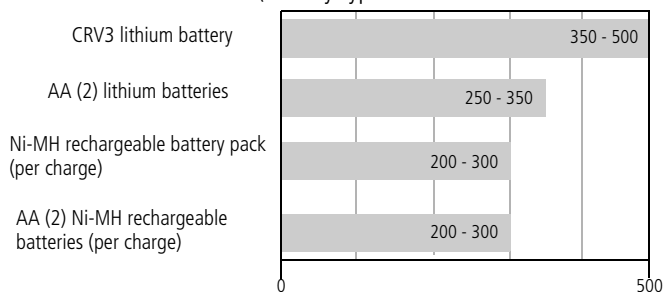 CRV3 lithium battery
350 - 500
AA (2) lithium batteries
250 - 350
Ni-MH rechargeable battery pack
(per charge)
200 - 300
AA (2) Ni-MH rechargeable
batteries (per charge)
200 - 300
0
500